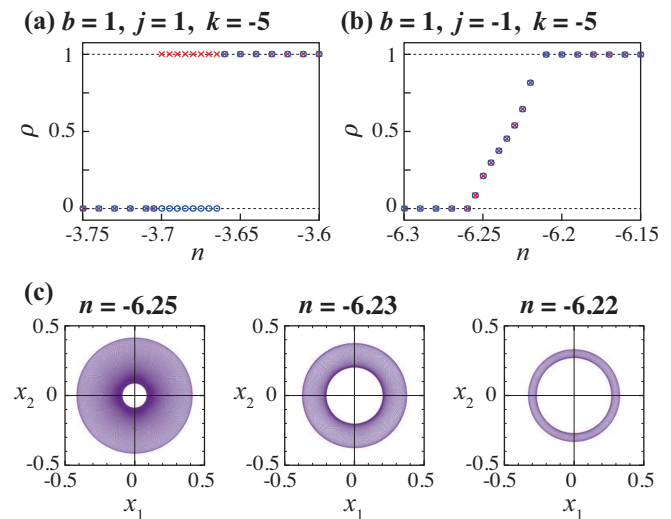 (a) b = 1, j = 1, k = -5
(b) b = 1, j = -1, k = -5
1
0.5
0
ρ
-3.75 -3.7 -3.65 -3.6
n
1
0.5
0
ρ
-6.3 -6.25 -6.2 -6.15
n
(c)
n = -6.25
n = -6.23
n = -6.22
0.5
0
-0.5
x2
-0.5 0 0.5
x1
0.5
0
-0.5
x2
-0.5 0 0.5
x1
0.5
0
-0.5
x2
-0.5 0 0.5
x1